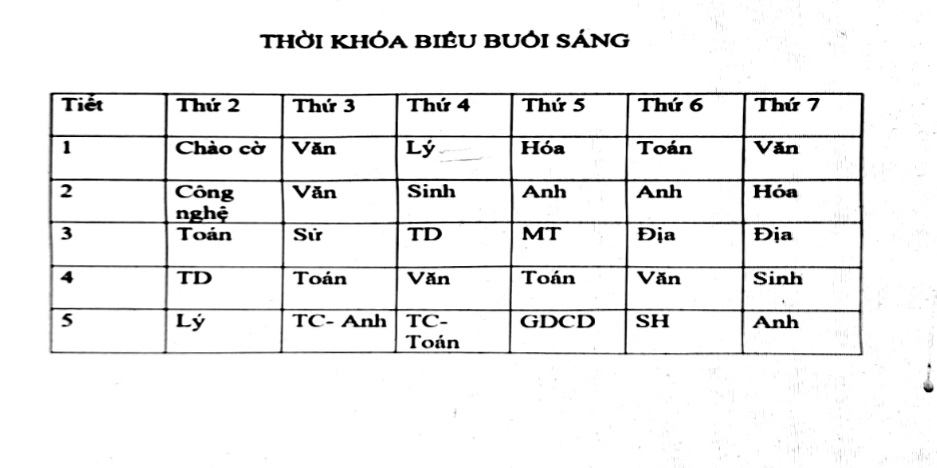 THỜI KHÓA BIỂU BUỔI SÁNG
Tiết Thứ 2 Thứ 3 Thứ 4 Thứ 5 Thứ 6 Thứ 7
1 Chào cờ Văn Lý Hóa Toán Văn
2 Công nghệ Văn Sinh Anh Anh Hóa
3 Toán Sử TD MT Địa Địa
4 TD Toán Văn Toán Văn Sinh
5 Lý TC- Anh TC- Toán GDCD SH Anh